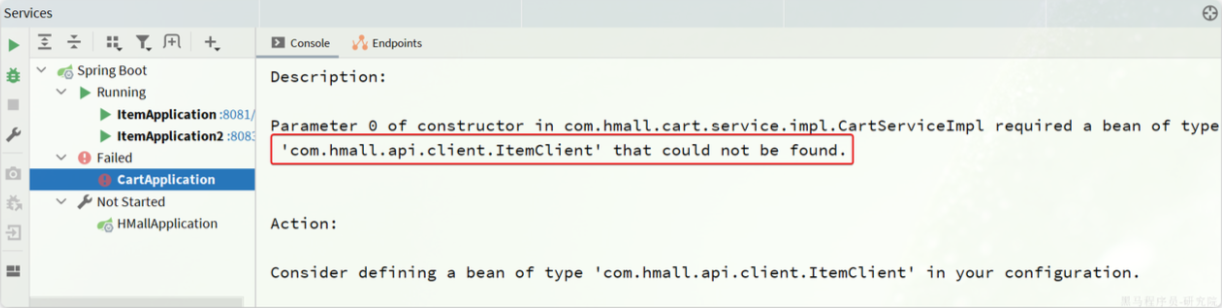 Services
Console
Endpoints
Spring Boot
Running
ItemApplication :8081/
ItemApplication2 :8083
Failed
CartApplication
Not Started
HMallApplication
Description:
Parameter 0 of constructor in com.hmall.cart.service.impl.CartServiceImpl required a bean of type
'com.hmall.api.client.ItemClient' that could not be found.
Action:
Consider defining a bean of type 'com.hmall.api.client.ItemClient' in your configuration.
黑马程序员-研究院